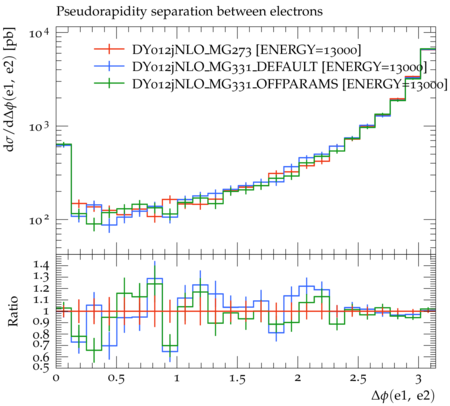 Pseudorapidity separation between electrons
dσ/dΔϕ(e1, e2) [pb]
DY012jNLO_MG273 [ENERGY=13000]
DY012jNLO_MG331_DEFAULT [ENERGY=13000]
DY012jNLO_MG331_OFFPARAMS [ENERGY=13000]
10^4
10^3
10^2
Ratio
1.4
1.3
1.2
1.1
1
0.9
0.8
0.7
0.6
0.5
0 0.5 1 1.5 2 2.5 3
Δϕ(e1, e2)